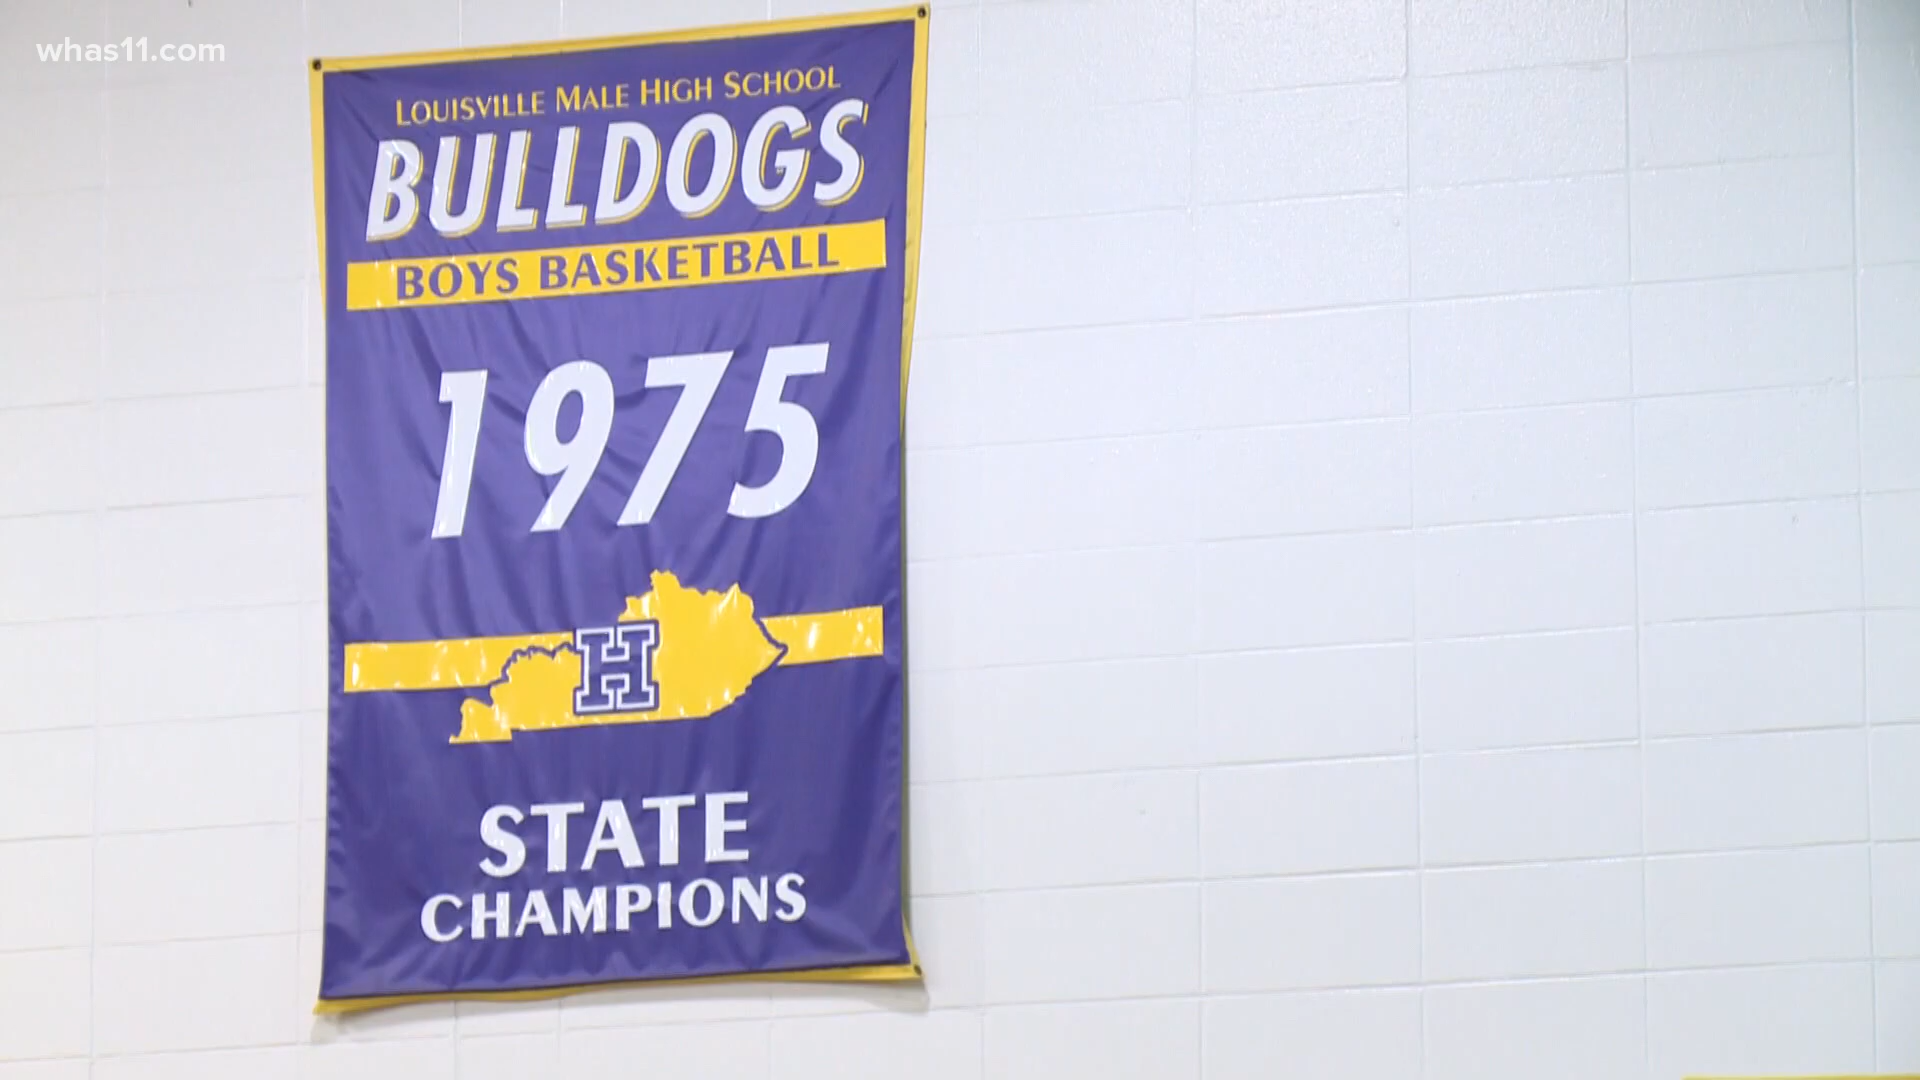 whas11.com
LOUISVILLE MALE HIGH SCHOOL
BULLDOGS
BOYS BASKETBALL
1975
H
STATE
CHAMPIONS